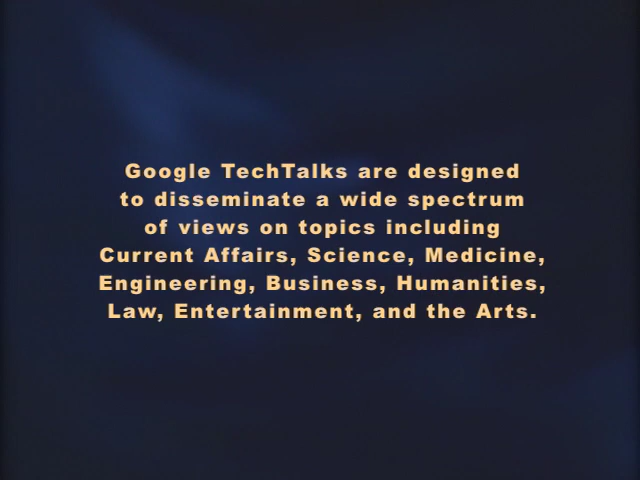 Google TechTalks are designed
to disseminate a wide spectrum
of views on topics including
Current Affairs, Science, Medicine,
Engineering, Business, Humanities,
Law, Entertainment, and the Arts.